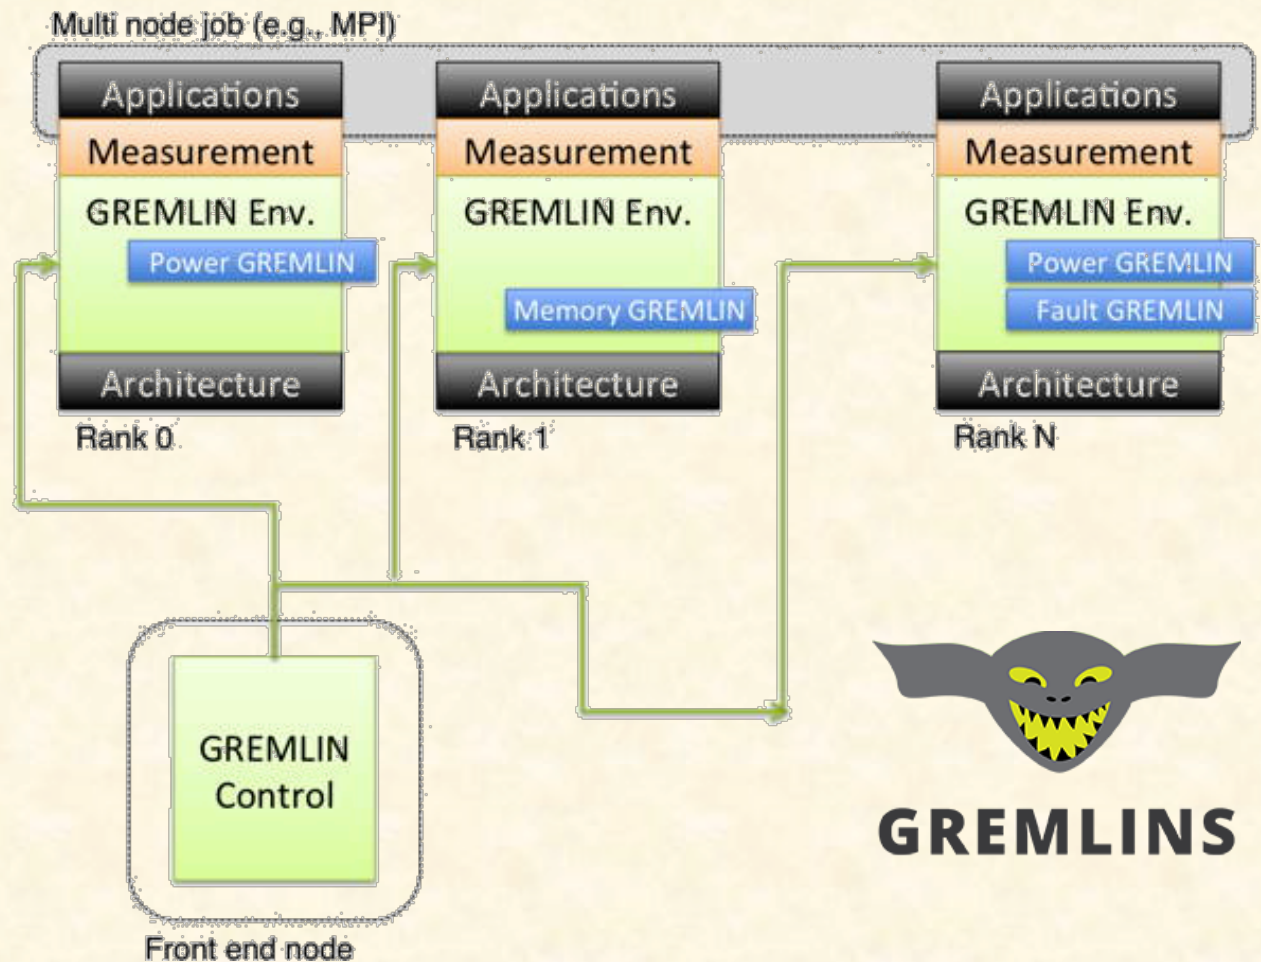 Multi node job (e.g., MPI)
Applications
Measurement
GREMLIN Env.
Power GREMLIN
Architecture
Rank 0
Applications
Measurement
GREMLIN Env.
Memory GREMLIN
Architecture
Rank 1
Applications
Measurement
GREMLIN Env.
Power GREMLIN
Fault GREMLIN
Architecture
Rank N
GREMLIN
Control
Front end node
GREMLINS